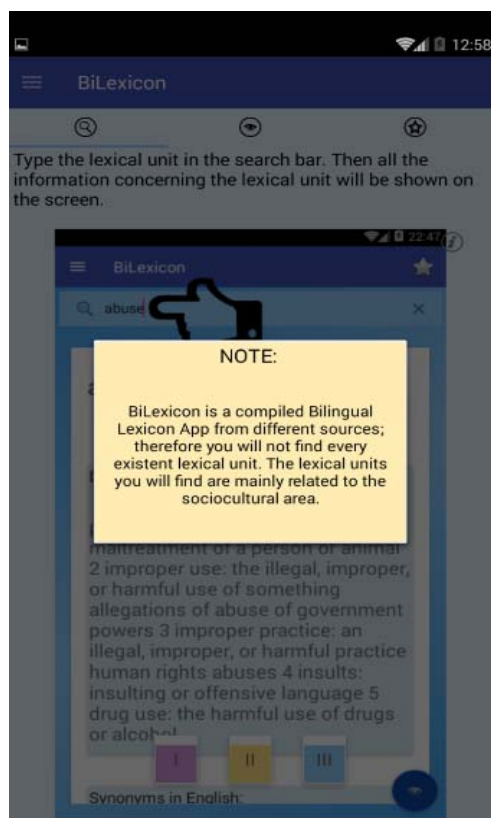 12:58
BiLexicon
Type the lexical unit in the search bar. Then all the
information concerning the lexical unit will be shown on
the screen.
22:47 i
BiLexicon
abuse
NOTE:
BiLexicon is a compiled Bilingual
Lexicon App from different sources;
therefore you will not find every
existent lexical unit. The lexical units
you will find are mainly related to the
sociocultural area.
maltreatment of a person or animal
2 improper use: the illegal, improper,
or harmful use of something
allegations of abuse of government
powers 3 improper practice: an
illegal, improper, or harmful practice
human rights abuses 4 insults:
insulting or offensive language 5
drug use: the harmful use of drugs
or alcohol
I II III
Synonyms in English: